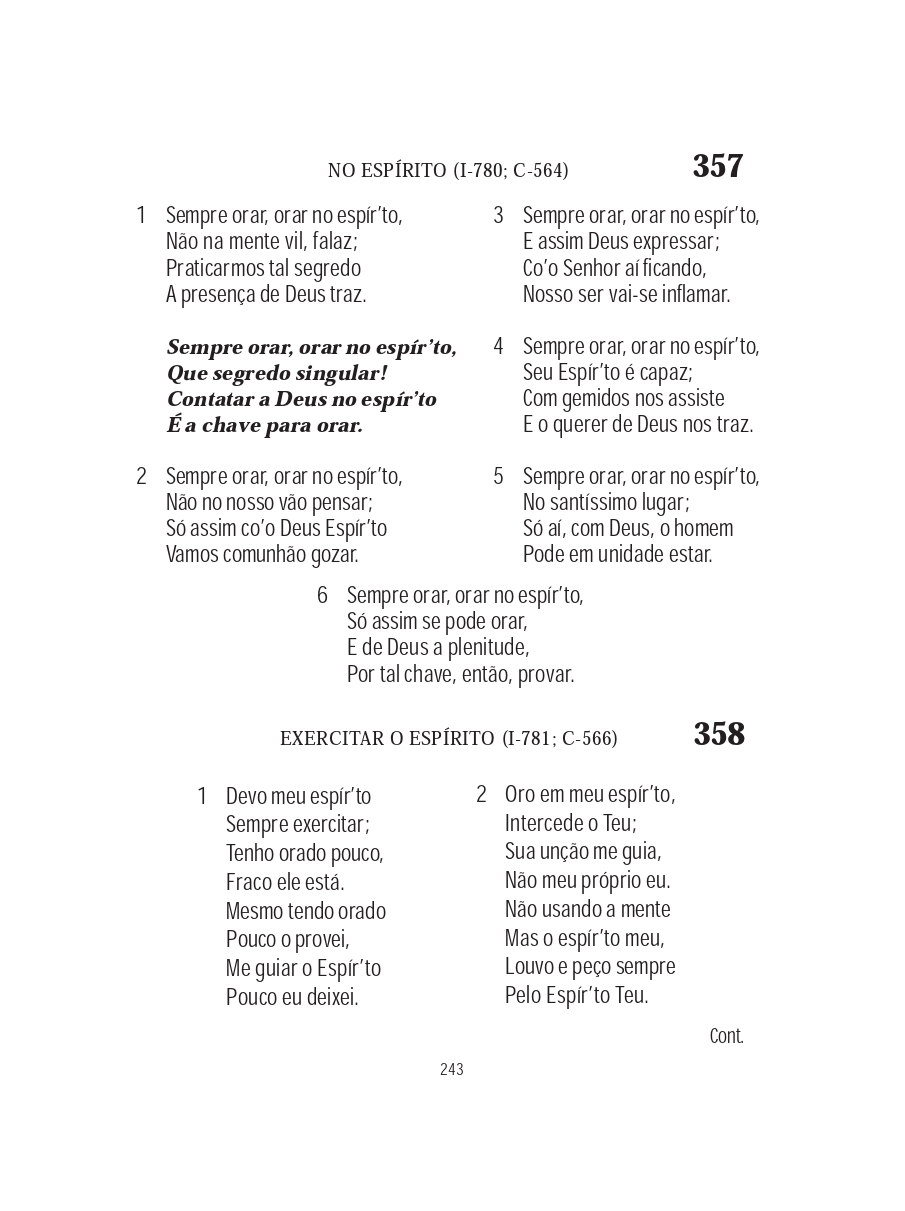 NO ESPÍRITO (I-780; C-564) 357
1 Sempre orar, orar no espír’to,
Não na mente vil, falaz;
Praticarmos tal segredo
A presença de Deus traz.
Sempre orar, orar no espír’to,
Que segredo singular!
Contatar a Deus no espír’to
É a chave para orar.
2 Sempre orar, orar no espír’to,
Não no nosso vão pensar;
Só assim co’o Deus Espír’to
Vamos comunhão gozar.
3 Sempre orar, orar no espír’to,
E assim Deus expressar;
Co’o Senhor aí ficando,
Nosso ser vai-se inflamar.
4 Sempre orar, orar no espír’to,
Seu Espír’to é capaz;
Com gemidos nos assiste
E o querer de Deus nos traz.
5 Sempre orar, orar no espír’to,
No santíssimo lugar;
Só aí, com Deus, o homem
Pode em unidade estar.
6 Sempre orar, orar no espír’to,
Só assim se pode orar,
E de Deus a plenitude,
Por tal chave, então, provar.
EXERCITAR O ESPÍRITO (I-781; C-566) 358
1 Devo meu espír’to
Sempre exercitar;
Tenho orado pouco,
Fraco ele está.
Mesmo tendo orado
Pouco o provei,
Me guiar o Espír’to
Pouco eu deixei.
2 Oro em meu espír’to,
Intercede o Teu;
Sua unção me guia,
Não meu próprio eu.
Não usando a mente
Mas o espír’to meu,
Louvo e peço sempre
Pelo Espír’to Teu.
Cont.
243